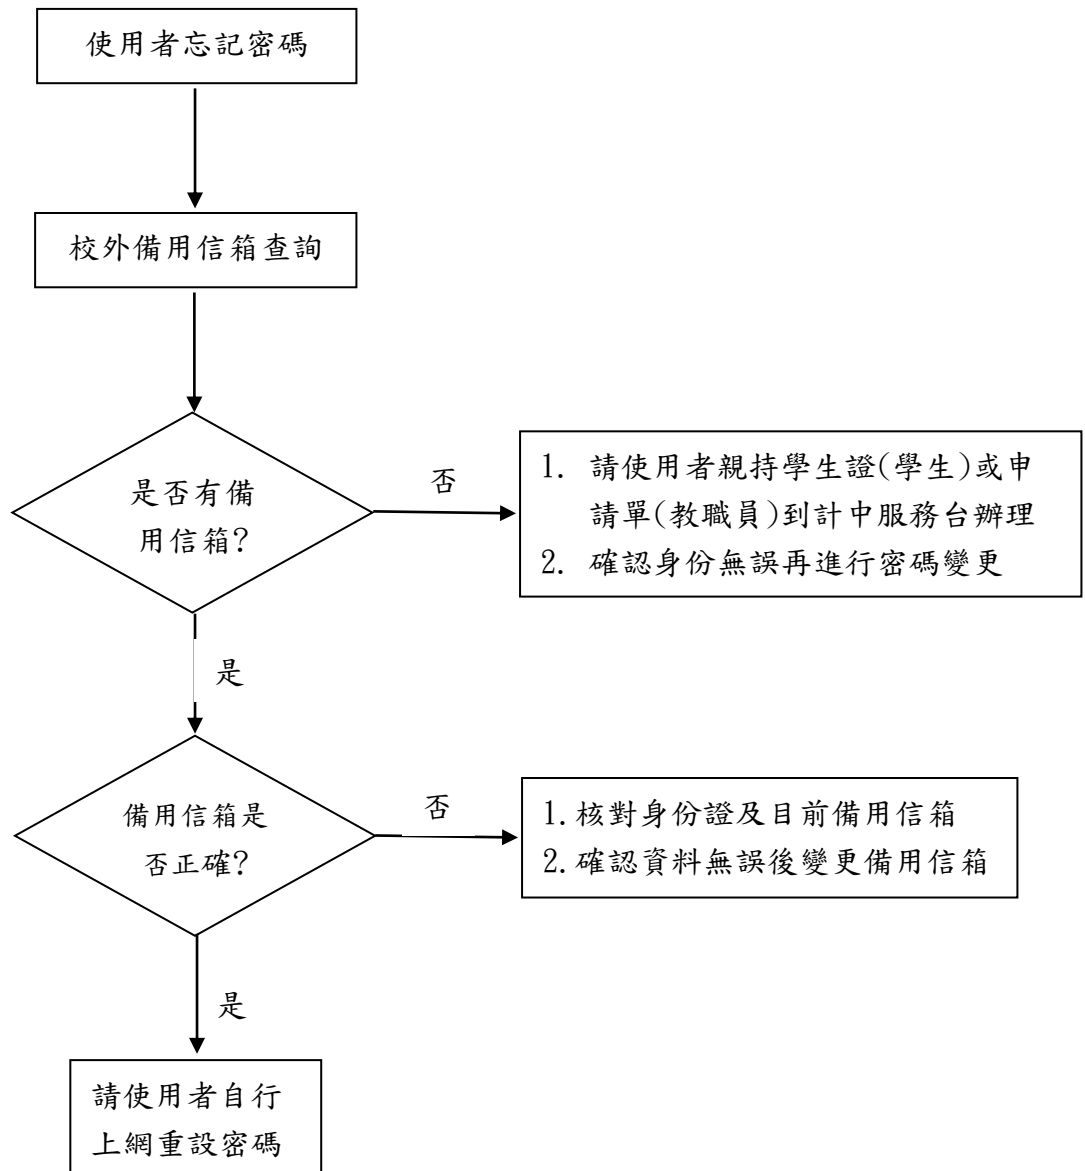 使用者忘記密碼
校外備用信箱查詢
是否有備
用信箱?
否
1. 請使用者親持學生證(學生)或申
請單(教職員)到計中服務台辦理
2. 確認身份無誤再進行密碼變更
是
備用信箱是
否正確?
否
1.核對身份證及目前備用信箱
2.確認資料無誤後變更備用信箱
是
請使用者自行
上網重設密碼